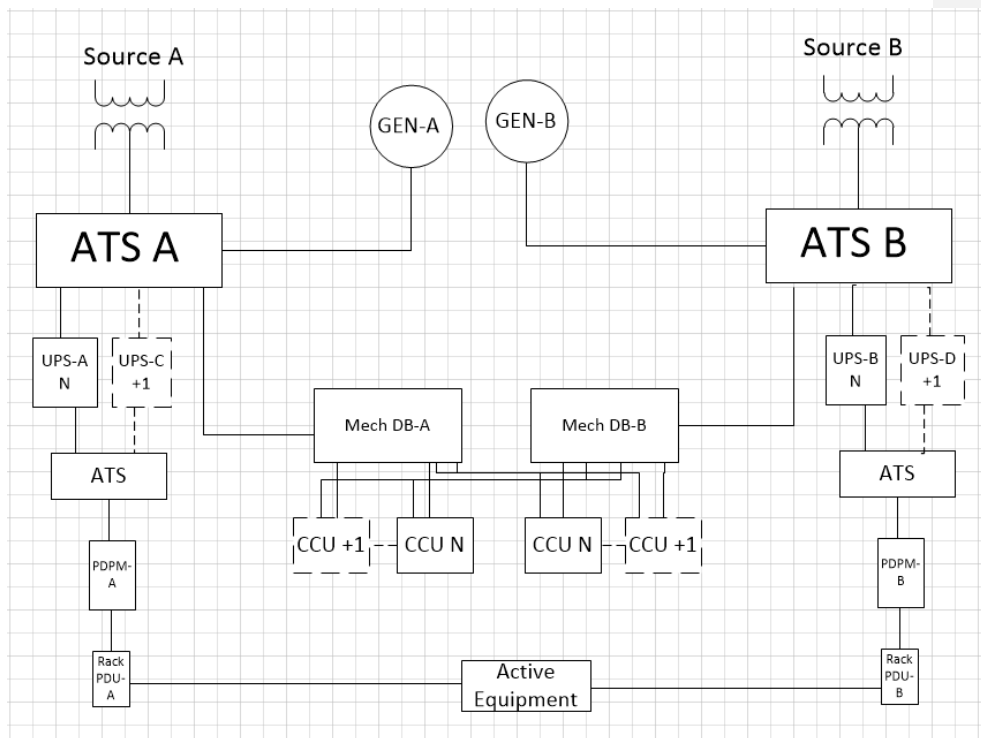 Source A
Source B
GEN-A
GEN-B
ATS A
ATS B
UPS-A
N
UPS-C
+1
UPS-B
N
UPS-D
+1
Mech DB-A
Mech DB-B
ATS
ATS
CCU +1
CCU N
CCU N
CCU +1
PDPM-
A
PDPM-
B
Rack
PDU-
A
Active
Equipment
Rack
PDU-
B